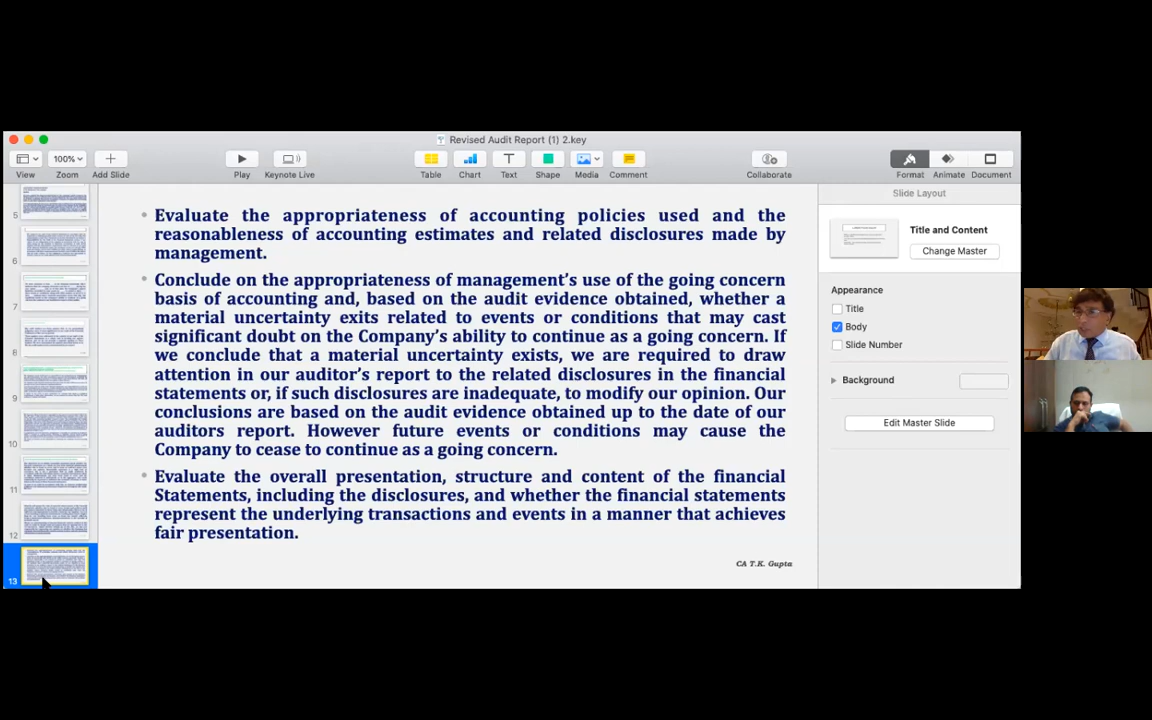 Revised Audit Report (1) 2.key
100%
View Zoom Add Slide Play Keynote Live Table Chart Text Shape Media Comment Collaborate Format Animate Document
Slide Layout
Title and Content
Change Master
Appearance
Title
Body
Slide Number
Background
Edit Master Slide
5
6
7
8
9
10
11
12
13
Evaluate the appropriateness of accounting policies used and the
reasonableness of accounting estimates and related disclosures made by
management.
Conclude on the appropriateness of management’s use of the going concern
basis of accounting and, based on the audit evidence obtained, whether a
material uncertainty exits related to events or conditions that may cast
significant doubt on the Company’s ability to continue as a going concern. If
we conclude that a material uncertainty exists, we are required to draw
attention in our auditor’s report to the related disclosures in the financial
statements or, if such disclosures are inadequate, to modify our opinion. Our
conclusions are based on the audit evidence obtained up to the date of our
auditors report. However future events or conditions may cause the
Company to cease to continue as a going concern.
Evaluate the overall presentation, structure and content of the financial
Statements, including the disclosures, and whether the financial statements
represent the underlying transactions and events in a manner that achieves
fair presentation.
CA T.K. Gupta